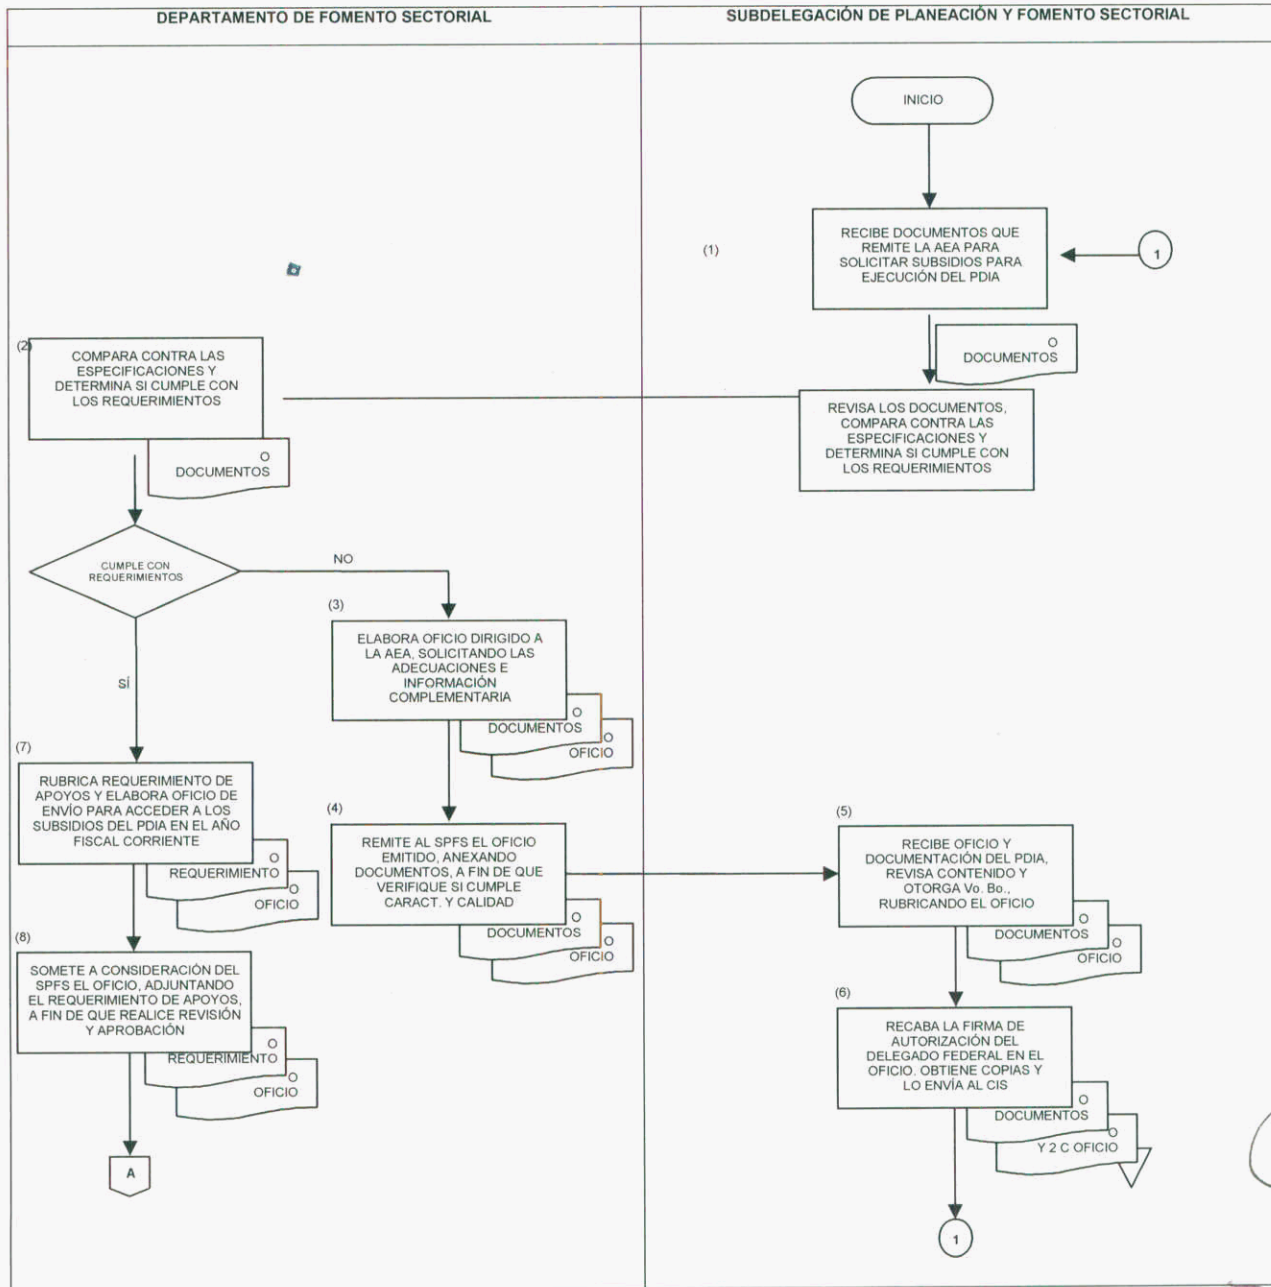 DEPARTAMENTO DE FOMENTO SECTORIAL
SUBDELEGACIÓN DE PLANEACIÓN Y FOMENTO SECTORIAL
INICIO
(1)
RECIBE DOCUMENTOS QUE
REMITE LA AEA PARA
SOLICITAR SUBSIDIOS PARA
EJECUCIÓN DEL PDIA
1
O
DOCUMENTOS
REVISA LOS DOCUMENTOS,
COMPARA CONTRA LAS
ESPECIFICACIONES Y
DETERMINA SI CUMPLE CON
LOS REQUERIMIENTOS
(2)
COMPARA CONTRA LAS
ESPECIFICACIONES Y
DETERMINA SI CUMPLE CON
LOS REQUERIMIENTOS
O
DOCUMENTOS
CUMPLE CON
REQUERIMIENTOS
NO
SÍ
(3)
ELABORA OFICIO DIRIGIDO A
LA AEA, SOLICITANDO LAS
ADECUACIONES E
INFORMACIÓN
COMPLEMENTARIA
O
DOCUMENTOS
O
OFICIO
(4)
REMITE AL SPFS EL OFICIO
EMITIDO, ANEXANDO
DOCUMENTOS, A FIN DE QUE
VERIFIQUE SI CUMPLE
CARACT. Y CALIDAD
O
DOCUMENTOS
O
OFICIO
(5)
RECIBE OFICIO Y
DOCUMENTACIÓN DEL PDIA,
REVISA CONTENIDO Y
OTORGA Vo. Bo.,
RUBRICANDO EL OFICIO
O
DOCUMENTOS
O
OFICIO
(6)
RECABA LA FIRMA DE
AUTORIZACIÓN DEL
DELEGADO FEDERAL EN EL
OFICIO. OBTIENE COPIAS Y
LO ENVÍA AL CIS
O
DOCUMENTOS
O
Y 2 C OFICIO
1
(7)
RUBRICA REQUERIMIENTO DE
APOYOS Y ELABORA OFICIO DE
ENVÍO PARA ACCEDER A LOS
SUBSIDIOS DEL PDIA EN EL AÑO
FISCAL CORRIENTE
O
REQUERIMIENTO
O
OFICIO
(8)
SOMETE A CONSIDERACIÓN DEL
SPFS EL OFICIO, ADJUNTANDO
EL REQUERIMIENTO DE APOYOS,
A FIN DE QUE REALICE REVISIÓN
Y APROBACIÓN
O
REQUERIMIENTO
O
OFICIO
A